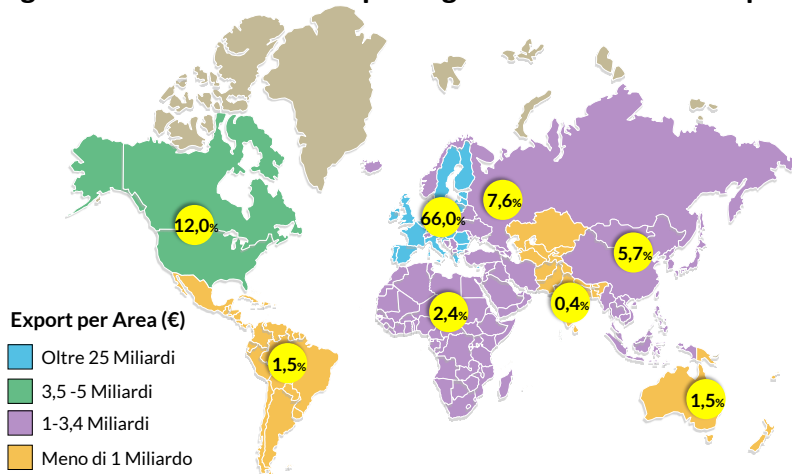 12,0%
66,0%
7,6%
5,7%
0,4%
2,4%
1,5%
1,5%
Export per Area (€)
Oltre 25 Miliardi
3,5 -5 Miliardi
1-3,4 Miliardi
Meno di 1 Miliardo